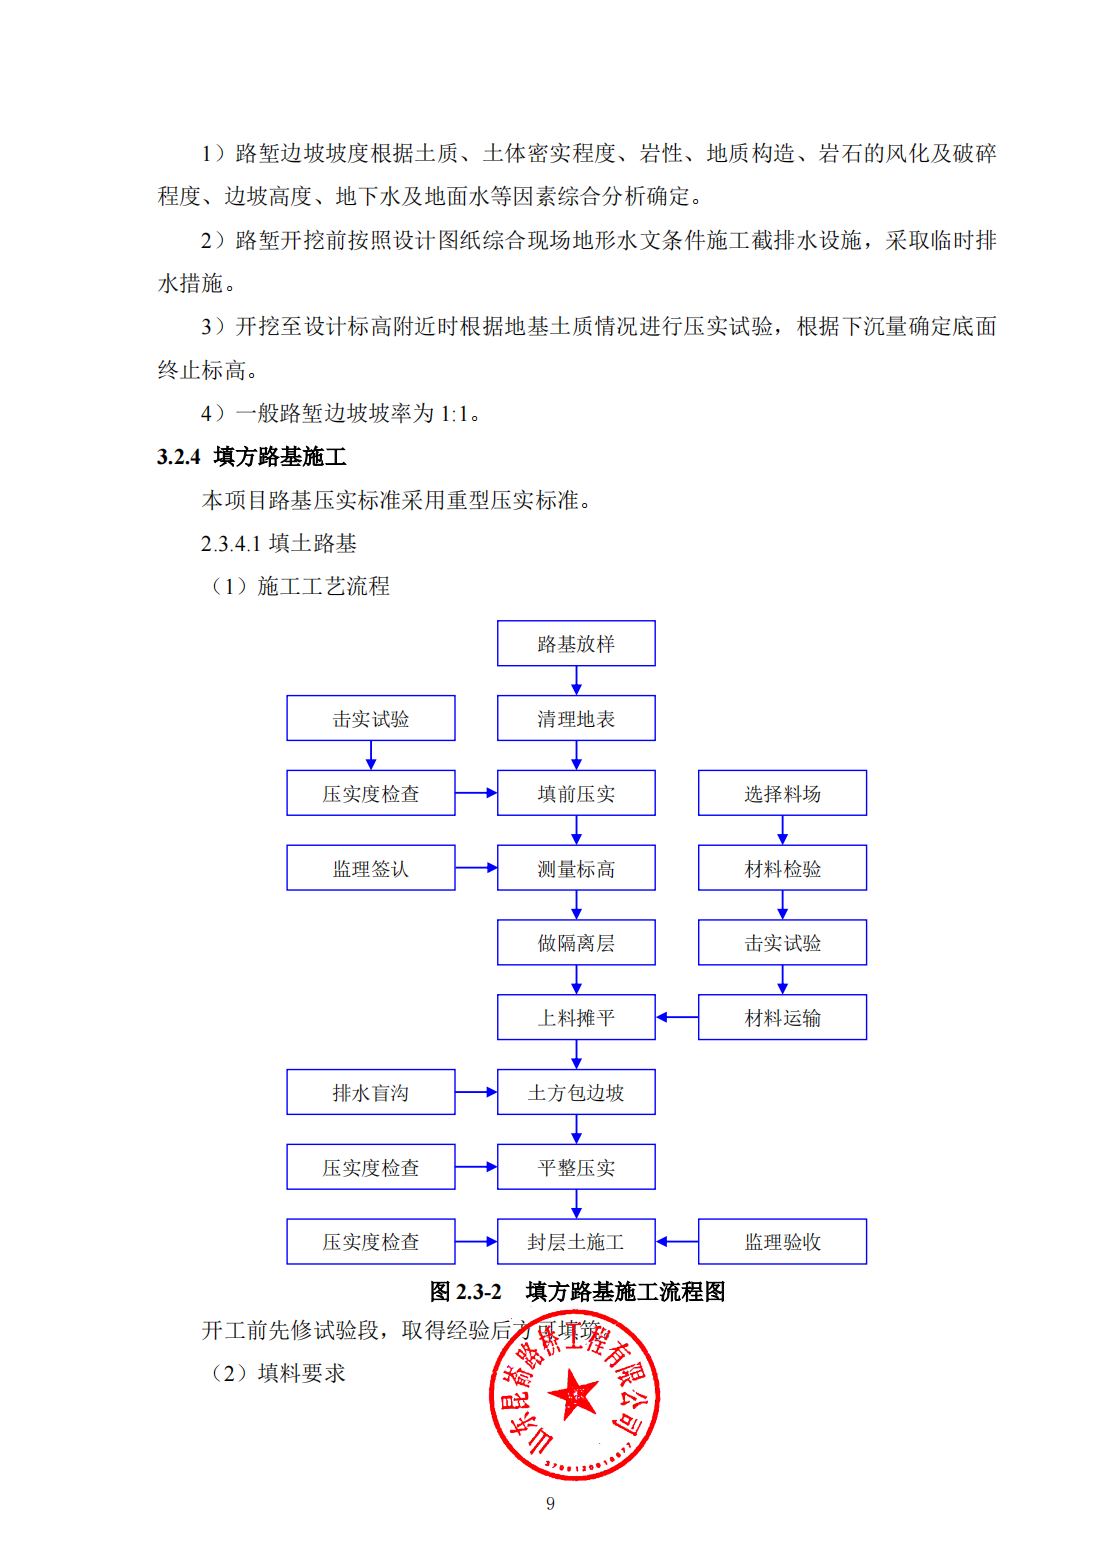 1）路堑边坡坡度根据土质、土体密实程度、岩性、地质构造、岩石的风化及破碎
程度、边坡高度、地下水及地面水等因素综合分析确定。
2）路堑开挖前按照设计图纸综合现场地形水文条件施工截排水设施，采取临时排
水措施。
3）开挖至设计标高附近时根据地基土质情况进行压实试验，根据下沉量确定底面
终止标高。
4）一般路堑边坡坡率为 1:1。
3.2.4 填方路基施工
本项目路基压实标准采用重型压实标准。
2.3.4.1 填土路基
（1）施工工艺流程
路基放样
击实试验
清理地表
压实度检查
填前压实
选择料场
监理签认
测量标高
材料检验
做隔离层
击实试验
上料摊平
材料运输
排水盲沟
土方包边坡
压实度检查
平整压实
压实度检查
封层土施工
监理验收
图 2.3-2 填方路基施工流程图
开工前先修试验段，取得经验后方可填筑。
（2）填料要求
山东昆嵛路桥工程有限公司
9